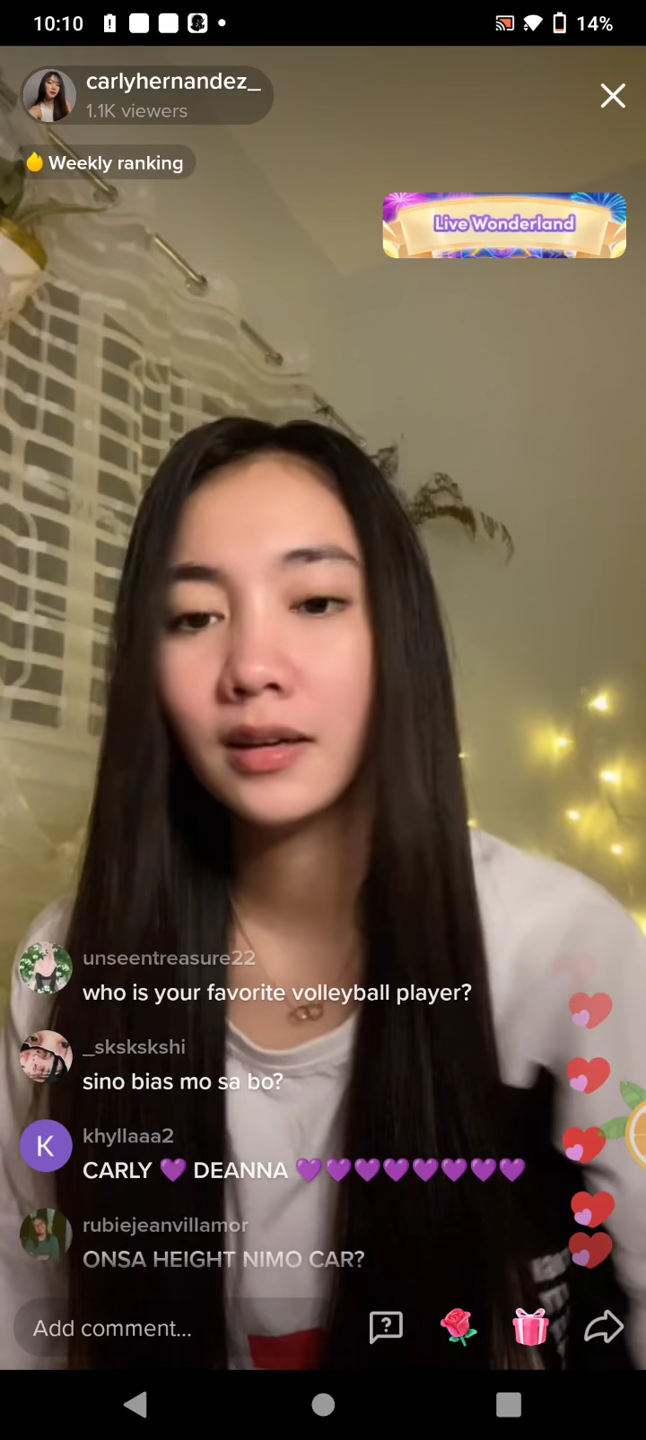 10:10
14%
carlyhernandez_
1.1K viewers
Weekly ranking
Live Wonderland
unseentreasure22
who is your favorite volleyball player?
_skskskshi
sino bias mo sa bo?
K
khyllaaa2
CARLY 💜 DEANNA 💜💜💜💜💜💜💜💜
rubiejeanvillamor
ONSA HEIGHT NIMO CAR?
Add comment...